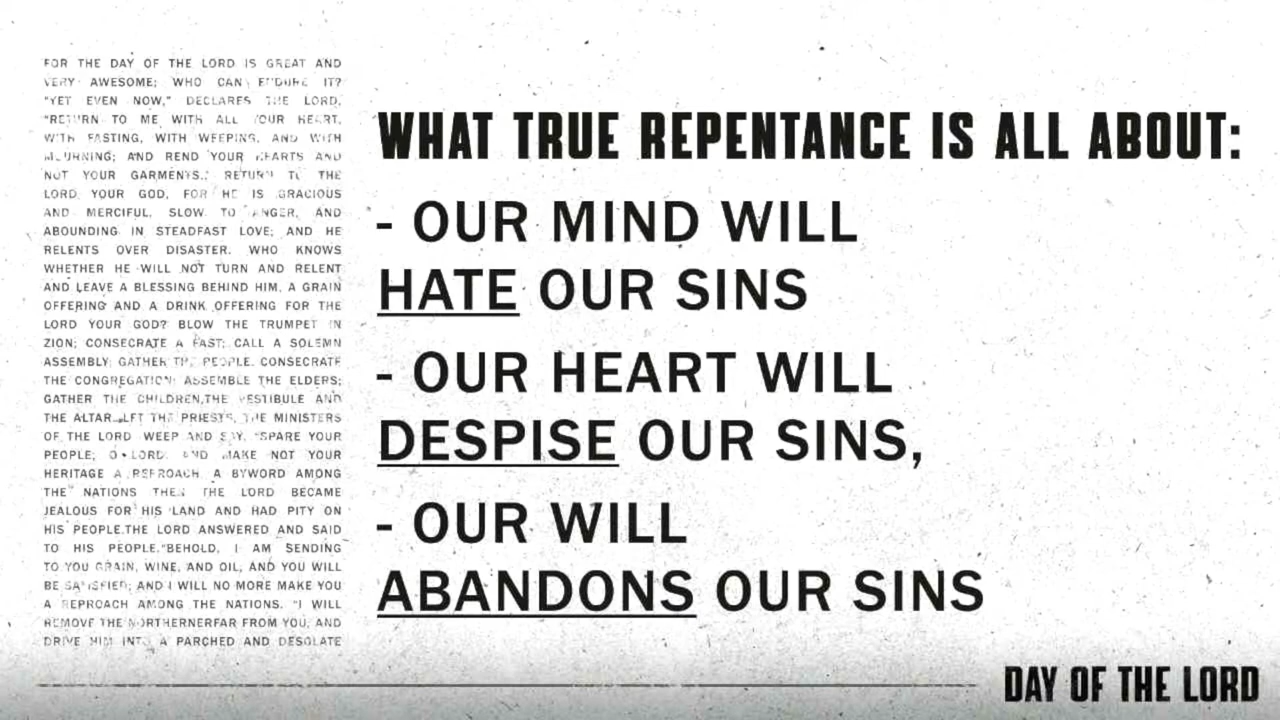 FOR THE DAY OF THE LORD IS GREAT AND
VERY AWESOME; WHO CAN ENDURE IT?
"YET EVEN NOW," DECLARES THE LORD,
"RETURN TO ME WITH ALL YOUR HEART,
WITH FASTING, WITH WEEPING, AND WITH
MOURNING; AND REND YOUR HEARTS AND
NOT YOUR GARMENTS." RETURN TO THE
LORD YOUR GOD, FOR HE IS GRACIOUS
AND MERCIFUL, SLOW TO ANGER, AND
ABOUNDING IN STEADFAST LOVE; AND HE
RELENTS OVER DISASTER. WHO KNOWS
WHETHER HE WILL NOT TURN AND RELENT
AND LEAVE A BLESSING BEHIND HIM, A GRAIN
OFFERING AND A DRINK OFFERING FOR THE
LORD YOUR GOD? BLOW THE TRUMPET IN
ZION; CONSECRATE A FAST; CALL A SOLEMN
ASSEMBLY; GATHER THE PEOPLE. CONSECRATE
THE CONGREGATION; ASSEMBLE THE ELDERS;
GATHER THE CHILDREN,THE VESTIBULE AND
THE ALTAR LET THE PRIESTS, THE MINISTERS
OF THE LORD WEEP AND SAY, "SPARE YOUR
PEOPLE, O LORD, AND MAKE NOT YOUR
HERITAGE A REPROACH, A BYWORD AMONG
THE NATIONS THEN THE LORD BECAME
JEALOUS FOR HIS LAND AND HAD PITY ON
HIS PEOPLE.THE LORD ANSWERED AND SAID
TO HIS PEOPLE,"BEHOLD, I AM SENDING
TO YOU GRAIN, WINE, AND OIL, AND YOU WILL
BE SATISFIED; AND I WILL NO MORE MAKE YOU
A REPROACH AMONG THE NATIONS. "I WILL
REMOVE THE NORTHERNERFAR FROM YOU, AND
DRIVE HIM INTO A PARCHED AND DESOLATE
WHAT TRUE REPENTANCE IS ALL ABOUT:
- OUR MIND WILL
HATE OUR SINS
- OUR HEART WILL
DESPISE OUR SINS,
- OUR WILL
ABANDONS OUR SINS
DAY OF THE LORD